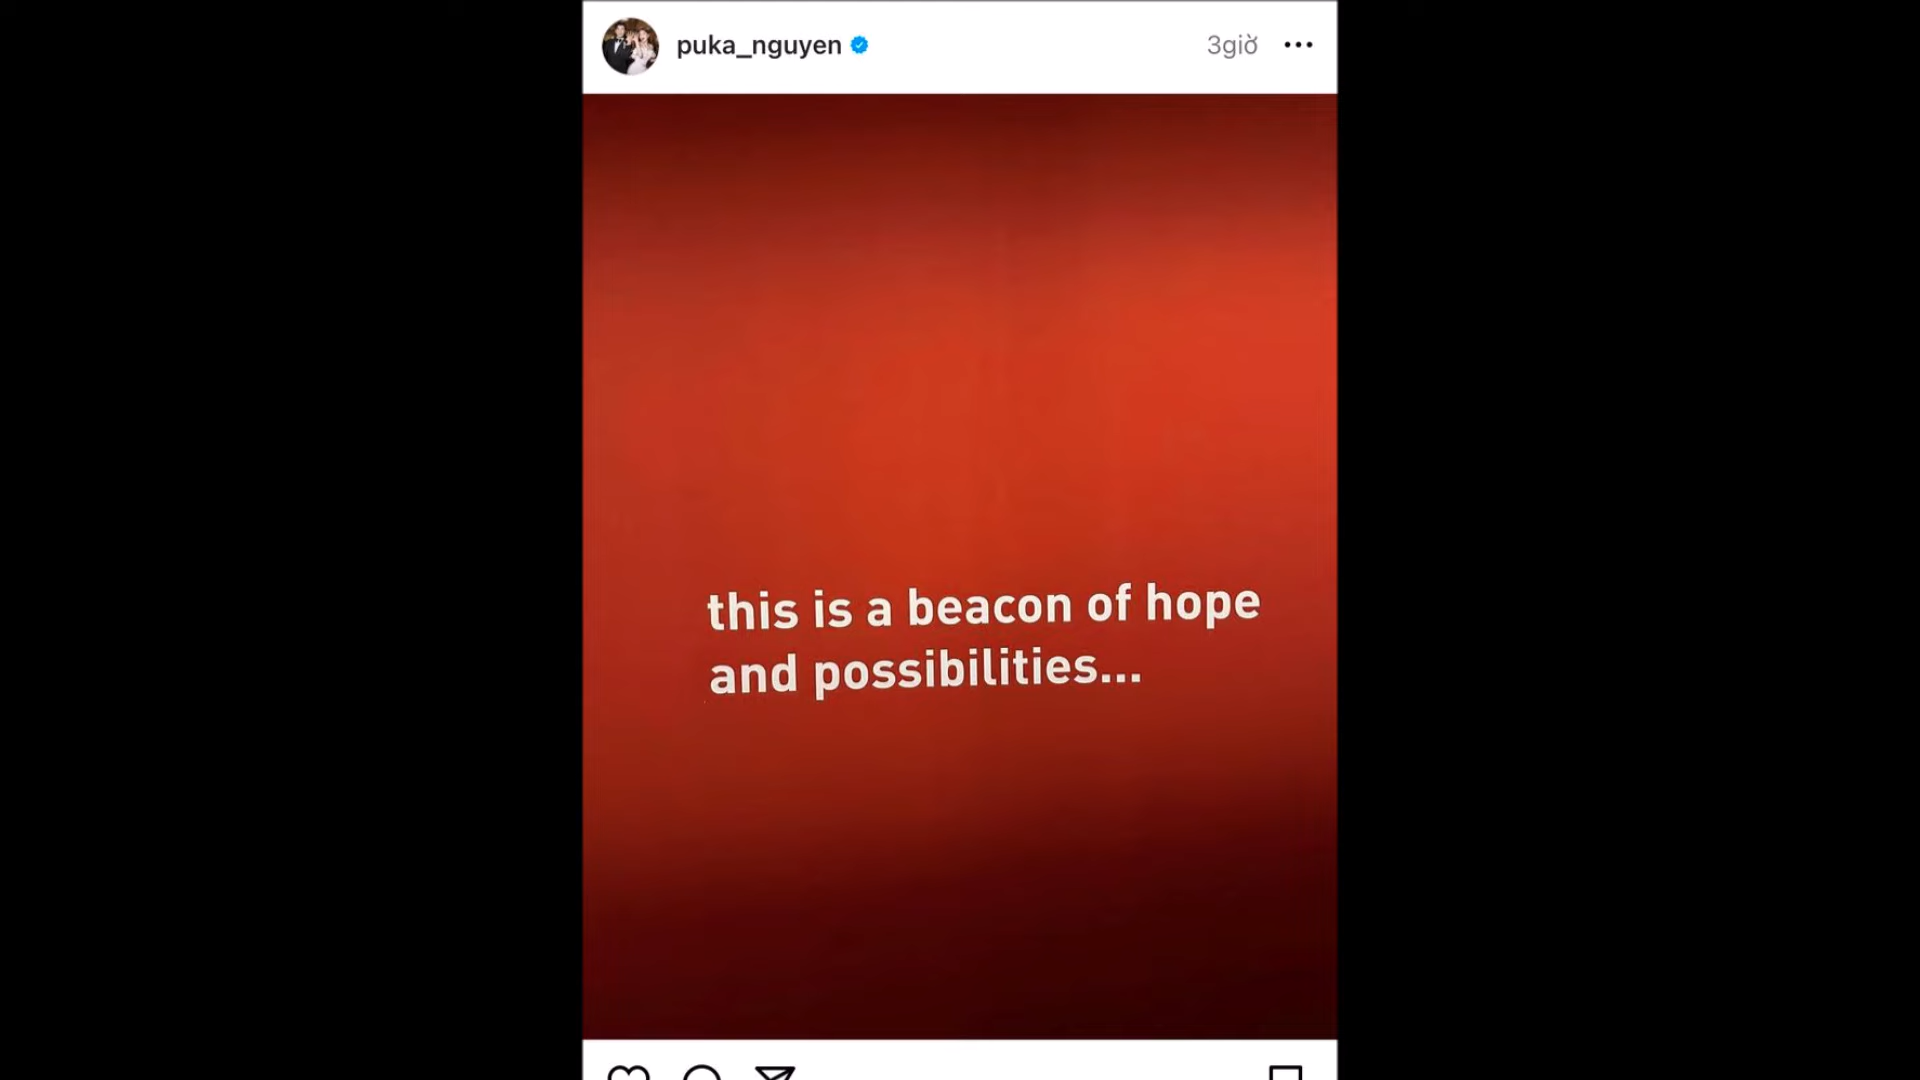 puka_nguyen
3giờ
this is a beacon of hope
and possibilities...